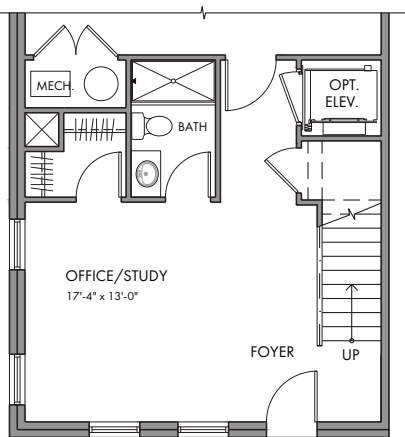 MECH.
OPT.
ELEV.
BATH
OFFICE/STUDY
17'-4" x 13'-0"
FOYER
UP